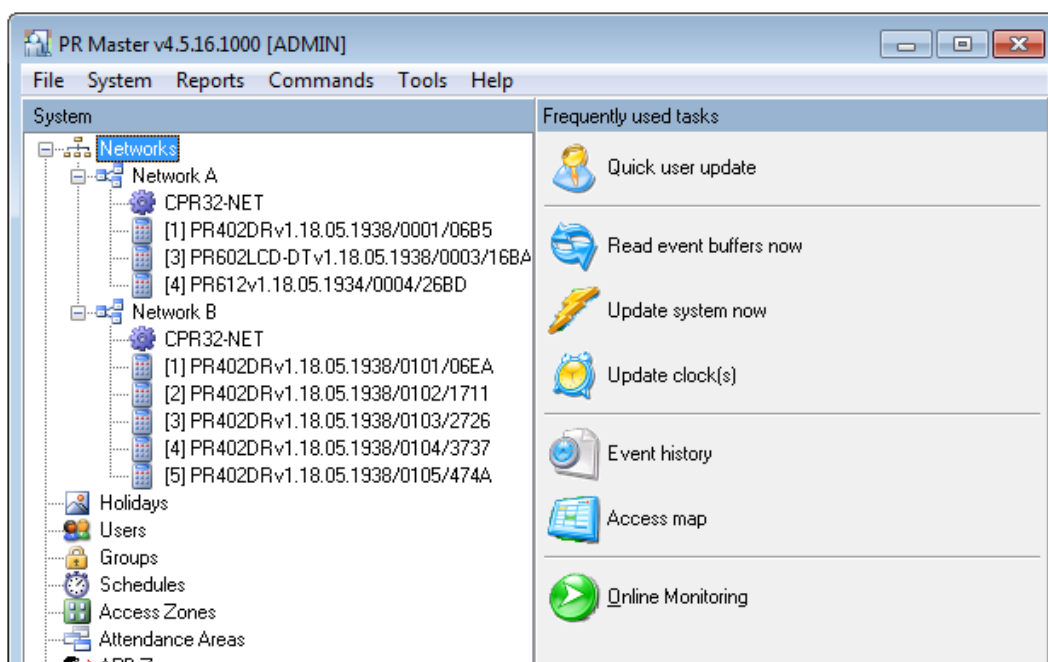 PR Master v4.5.16.1000 [ADMIN]
File System Reports Commands Tools Help
System
Networks
Network A
CPR32-NET
[1] PR402DRv1.18.05.1938/0001/06B5
[3] PR602LCD-DTv1.18.05.1938/0003/16BA
[4] PR612v1.18.05.1934/0004/26BD
Network B
CPR32-NET
[1] PR402DRv1.18.05.1938/0101/06EA
[2] PR402DRv1.18.05.1938/0102/1711
[3] PR402DRv1.18.05.1938/0103/2726
[4] PR402DRv1.18.05.1938/0104/3737
[5] PR402DRv1.18.05.1938/0105/474A
Holidays
Users
Groups
Schedules
Access Zones
Attendance Areas
Frequently used tasks
Quick user update
Read event buffers now
Update system now
Update clock(s)
Event history
Access map
Online Monitoring